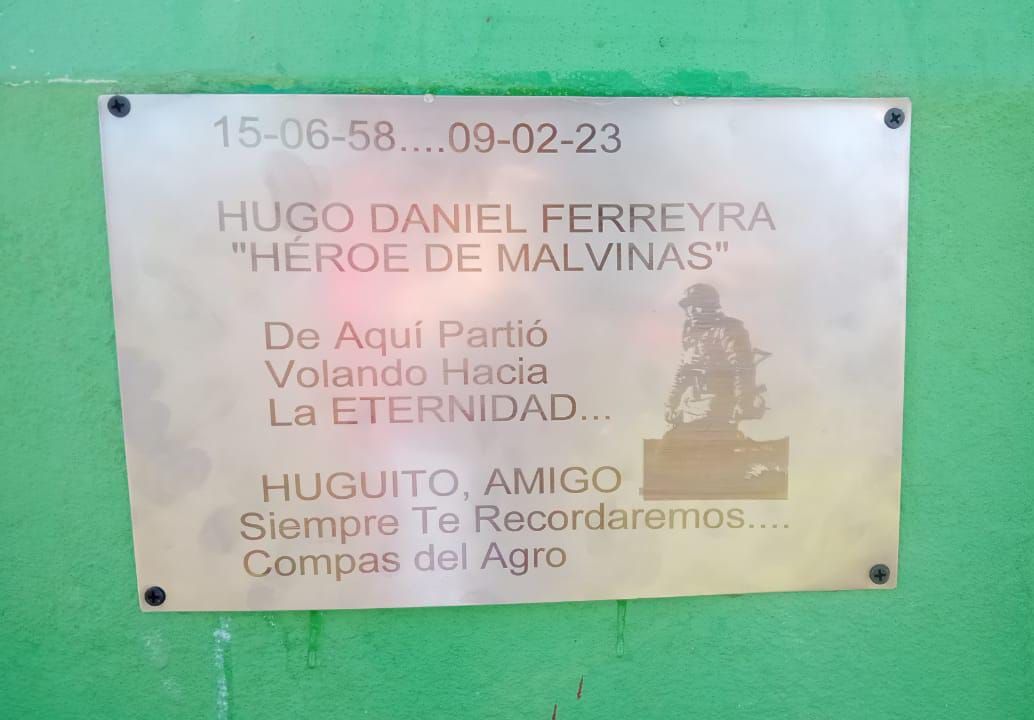 15-06-58....09-02-23
HUGO DANIEL FERREYRA
"HÉROE DE MALVINAS"
De Aquí Partió
Volando Hacia
La ETERNIDAD...
HUGUITO, AMIGO
Siempre Te Recordaremos....
Compas del Agro